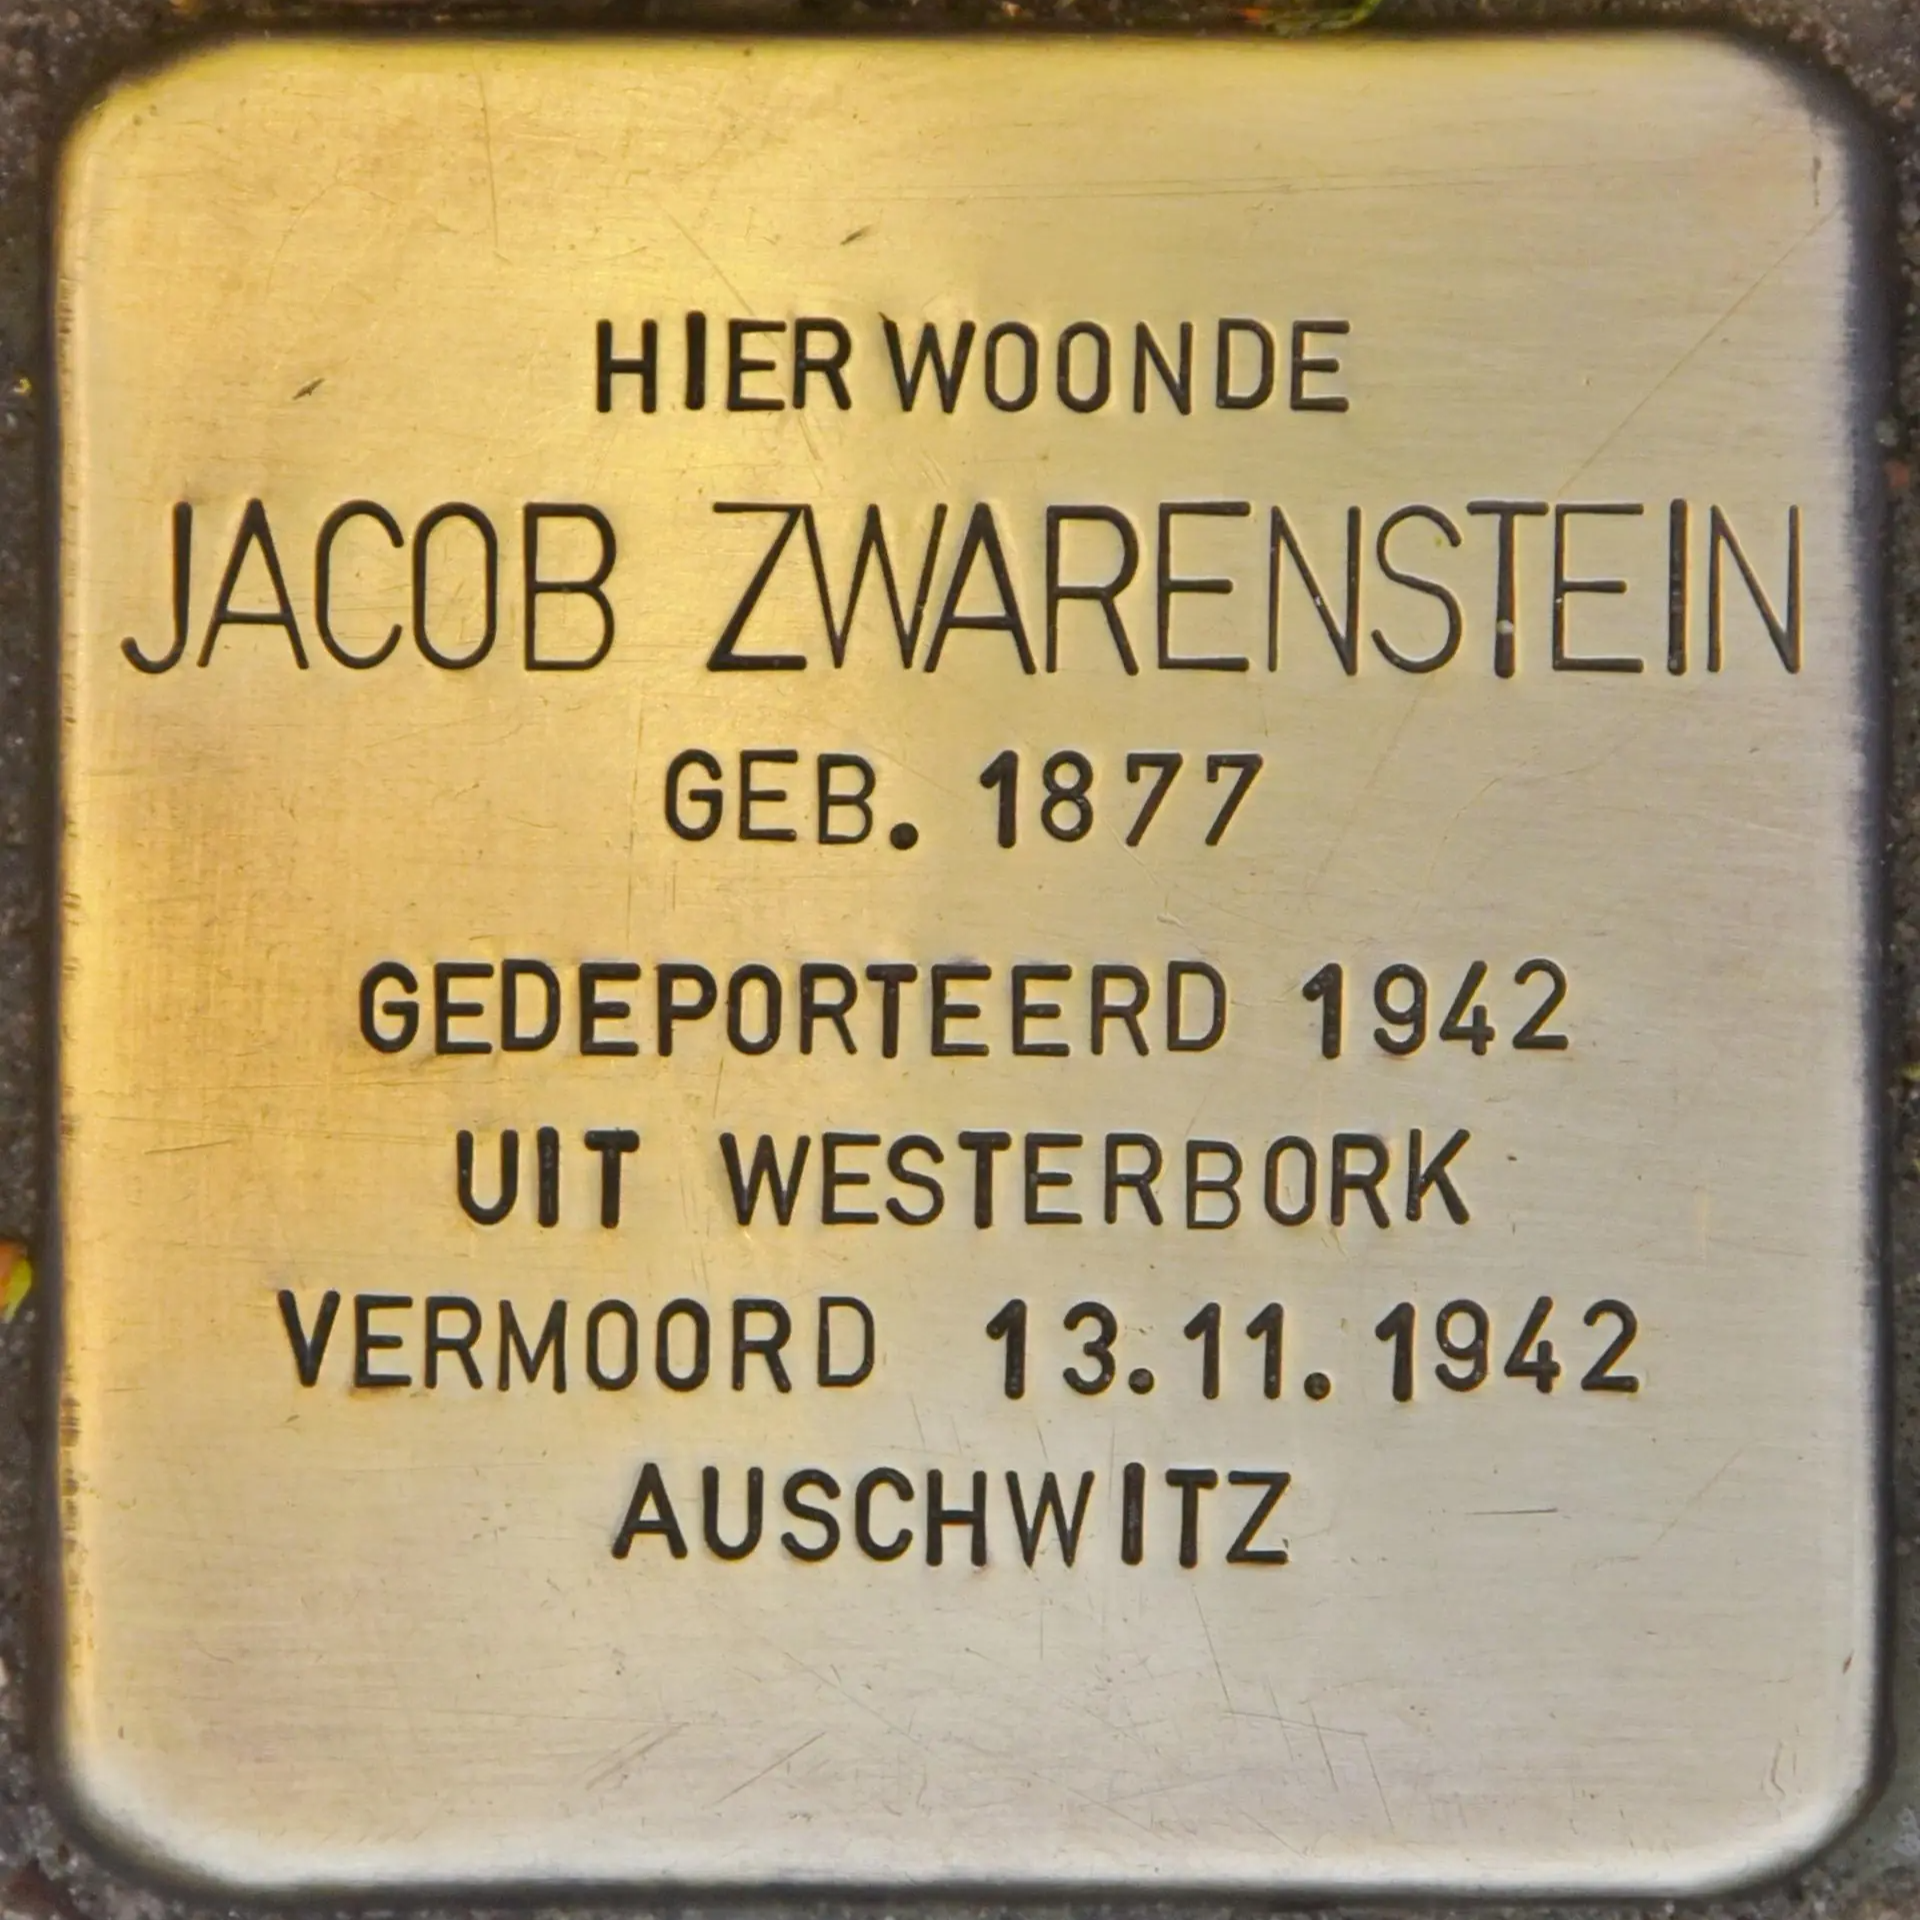 HIER WOONDE
JACOB ZWARENSTEIN
GEB. 1877
GEDEPORTEERD 1942
UIT WESTERBORK
VERMOORD 13.11.1942
AUSCHWITZ